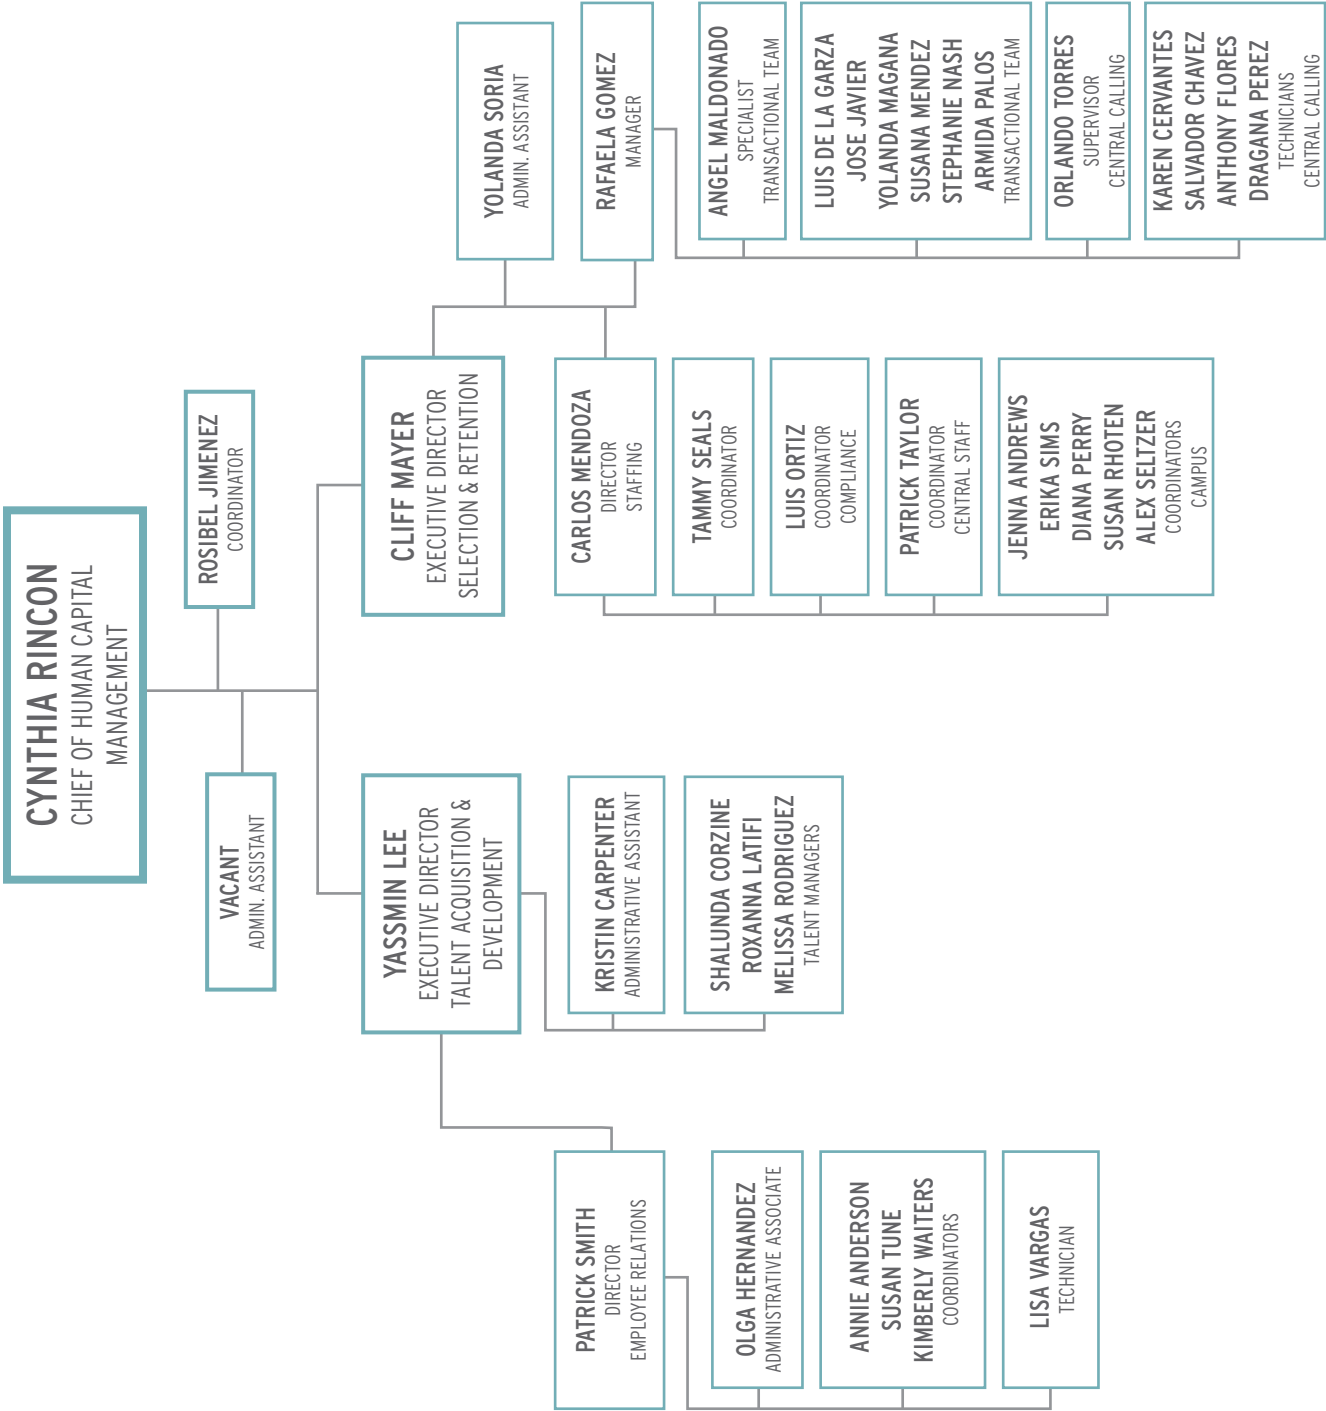 CYNTHIA RINCON
CHIEF OF HUMAN CAPITAL
MANAGEMENT
VACANT
ADMIN. ASSISTANT
ROSIBEL JIMENEZ
COORDINATOR
YASSMIN LEE
EXECUTIVE DIRECTOR
TALENT ACQUISITION &
DEVELOPMENT
CLIFF MAYER
EXECUTIVE DIRECTOR
SELECTION & RETENTION
PATRICK SMITH
DIRECTOR
EMPLOYEE RELATIONS
OLGA HERNANDEZ
ADMINISTRATIVE ASSOCIATE
ANNIE ANDERSON
SUSAN TUNE
KIMBERLY WAITERS
COORDINATORS
LISA VARGAS
TECHNICIAN
KRISTIN CARPENTER
ADMINISTRATIVE ASSISTANT
SHALUNDA CORZINE
ROXANNA LATIFI
MELISSA RODRIGUEZ
TALENT MANAGERS
CARLOS MENDOZA
DIRECTOR
STAFFING
TAMMY SEALS
COORDINATOR
LUIS ORTIZ
COORDINATOR
COMPLIANCE
PATRICK TAYLOR
COORDINATOR
CENTRAL STAFF
JENNA ANDREWS
ERIKA SIMS
DIANA PERRY
SUSAN RHOTEN
ALEX SELTZER
COORDINATORS
CAMPUS
YOLANDA SORIA
ADMIN. ASSISTANT
RAFAELA GOMEZ
MANAGER
ANGEL MALDONADO
SPECIALIST
TRANSACTIONAL TEAM
LUIS DE LA GARZA
JOSE JAVIER
YOLANDA MAGANA
SUSANA MENDEZ
STEPHANIE NASH
ARMIDA PALOS
TRANSACTIONAL TEAM
ORLANDO TORRES
SUPERVISOR
CENTRAL CALLING
KAREN CERVANTES
SALVADOR CHAVEZ
ANTHONY FLORES
DRAGANA PEREZ
TECHNICIANS
CENTRAL CALLING